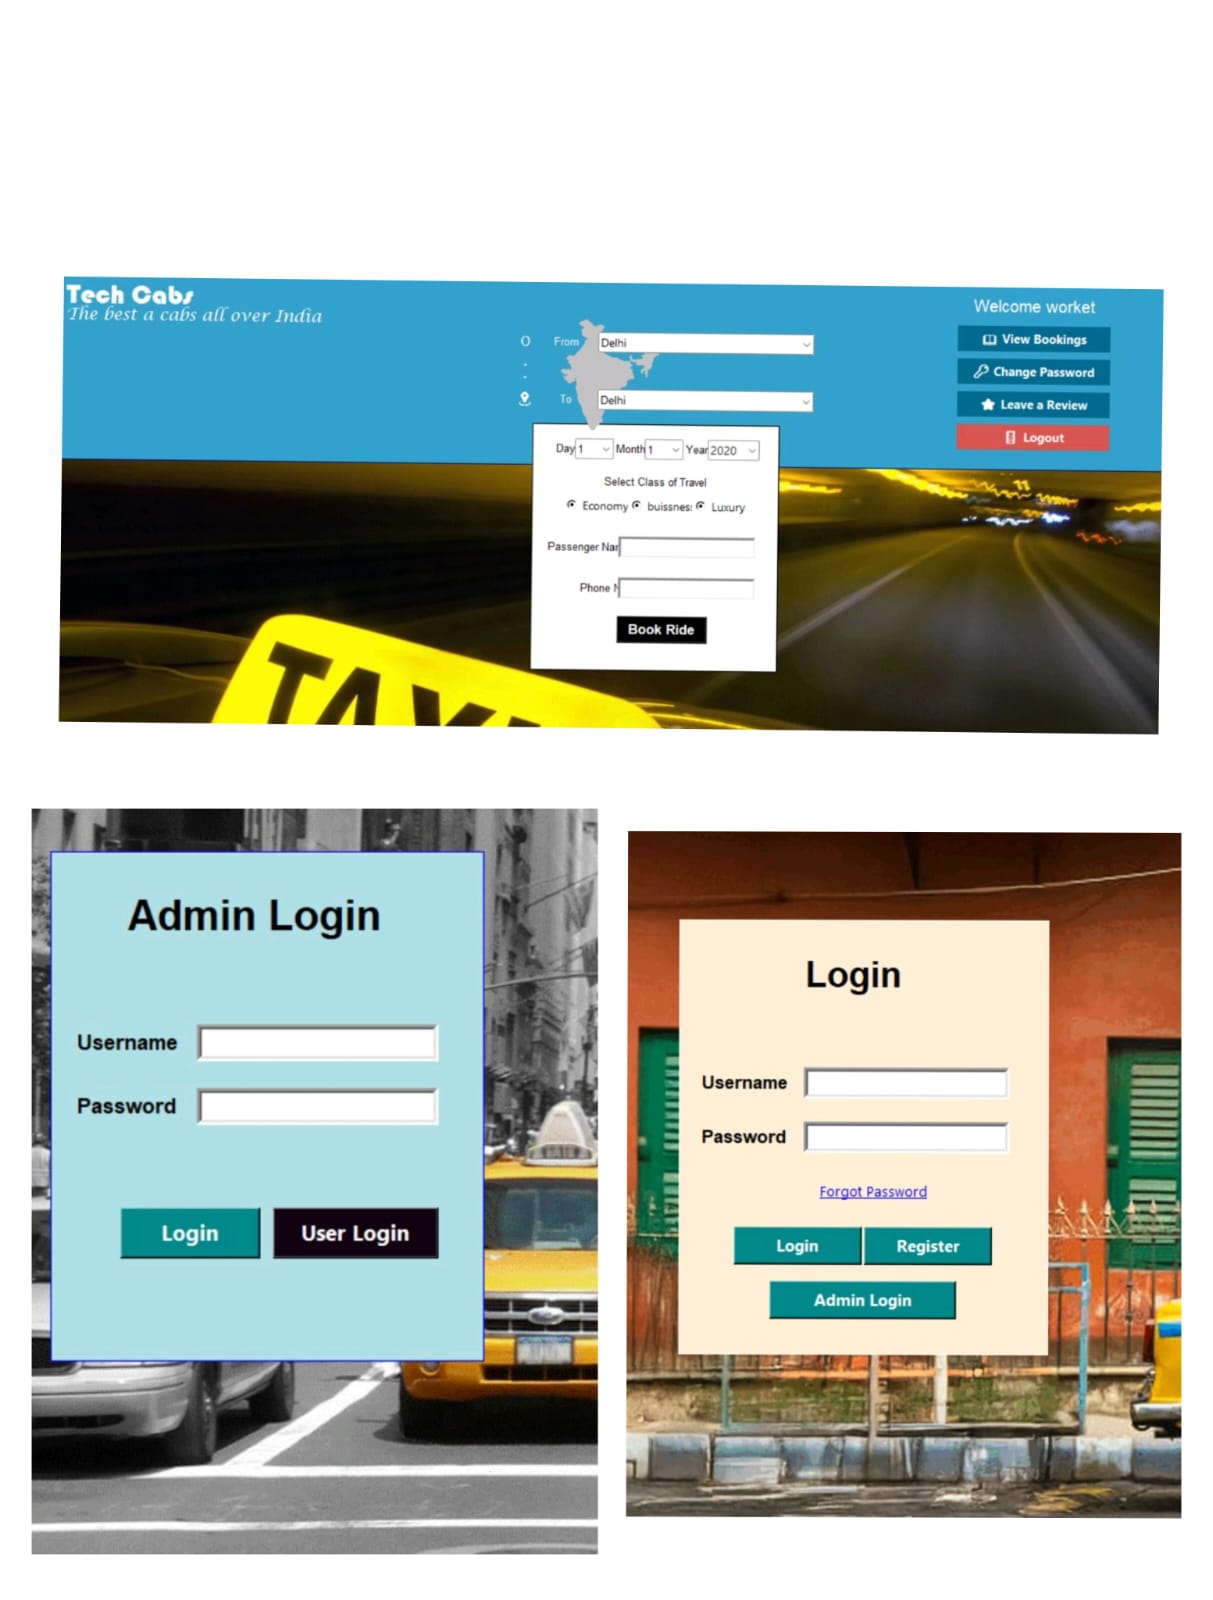 Tech Cabs
The best a cabs all over India
From Delhi
To Delhi
Welcome worket
View Bookings
Change Password
Leave a Review
Logout
Day 1 Month 1 Year 2020
Select Class of Travel
Economy buissnes: Luxury
Passenger Nar
Phone N
Book Ride
TAXI
Admin Login
Username
Password
Login User Login
Login
Username
Password
Forgot Password
Login Register
Admin Login